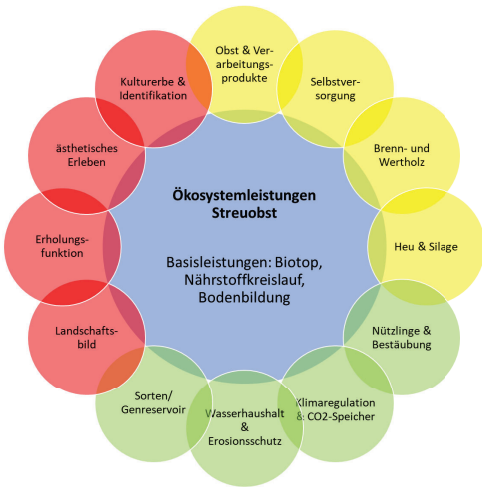 Obst & Ver-
arbeitungs-
produkte
Selbstver-
sorgung
Brenn- und
Wertholz
Heu & Silage
Nützlinge &
Bestäubung
Klimaregulation
& CO2-Speicher
Wasserhaushalt
&
Erosionsschutz
Sorten/
Genreservoir
Landschafts-
bild
Erholungs-
funktion
ästhetisches
Erleben
Kulturerbe &
Identifikation
Ökosystemleistungen
Streuobst
Basisleistungen: Biotop,
Nährstoffkreislauf,
Bodenbildung